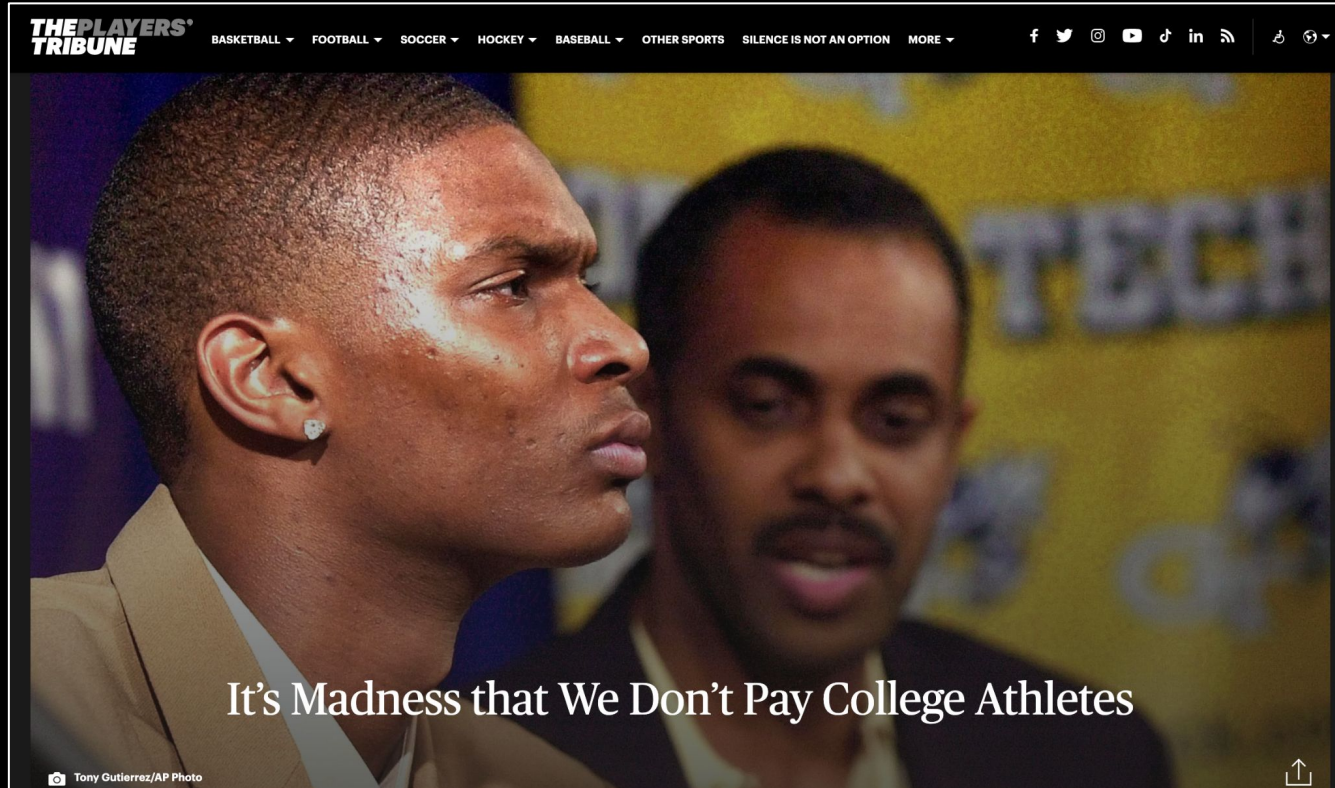 THE PLAYERS' TRIBUNE
BASKETBALL FOOTBALL SOCCER HOCKEY BASEBALL OTHER SPORTS SILENCE IS NOT AN OPTION MORE
TECH
It's Madness that We Don't Pay College Athletes
Tony Gutierrez/AP Photo